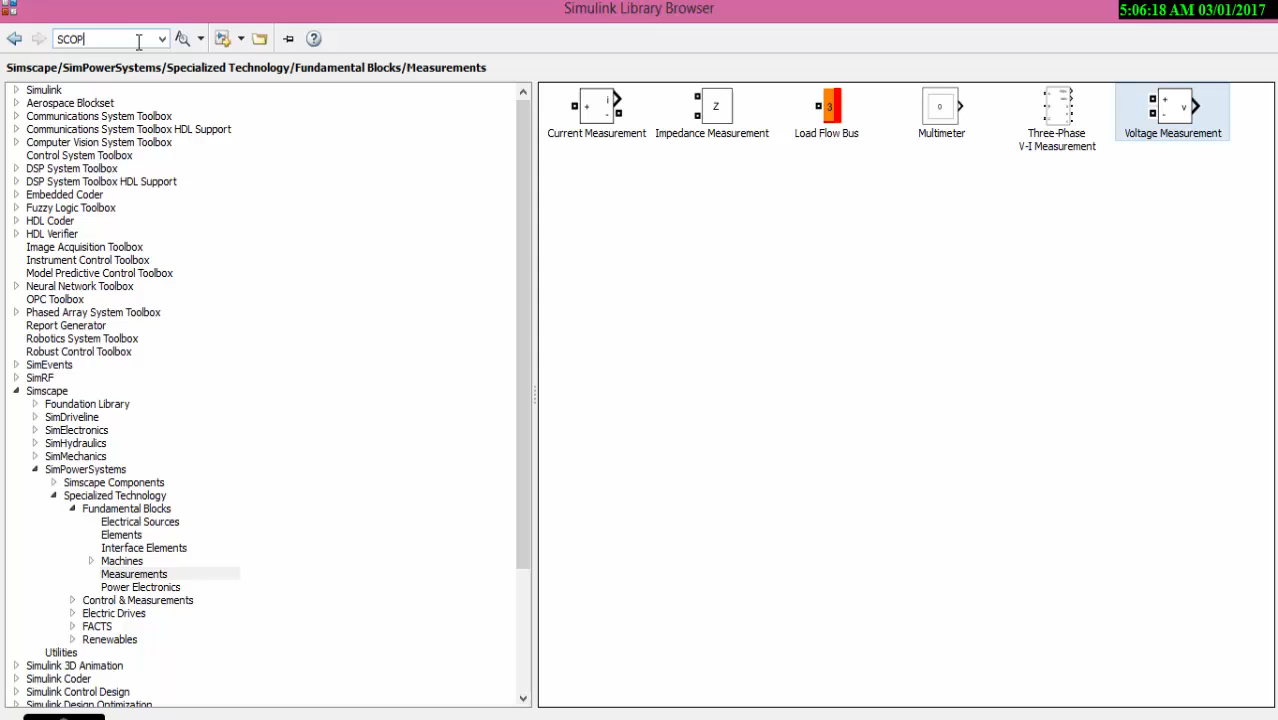 Simulink Library Browser
5:06:18 AM 03/01/2017
SCOP
Simscape/SimPowerSystems/Specialized Technology/Fundamental Blocks/Measurements
Simulink
Aerospace Blockset
Communications System Toolbox
Communications System Toolbox HDL Support
Computer Vision System Toolbox
Control System Toolbox
DSP System Toolbox
DSP System Toolbox HDL Support
Embedded Coder
Fuzzy Logic Toolbox
HDL Coder
HDL Verifier
Image Acquisition Toolbox
Instrument Control Toolbox
Model Predictive Control Toolbox
Neural Network Toolbox
OPC Toolbox
Phased Array System Toolbox
Report Generator
Robotics System Toolbox
Robust Control Toolbox
SimEvents
SimRF
Simscape
Foundation Library
SimDriveline
SimElectronics
SimHydraulics
SimMechanics
SimPowerSystems
Simscape Components
Specialized Technology
Fundamental Blocks
Electrical Sources
Elements
Interface Elements
Machines
Measurements
Power Electronics
Control & Measurements
Electric Drives
FACTS
Renewables
Utilities
Simulink 3D Animation
Simulink Coder
Simulink Control Design
Simulink Design Optimization
+ i -
Current Measurement
Z
Impedance Measurement
3
Load Flow Bus
0
Multimeter
Three-Phase
V-I Measurement
+ v -
Voltage Measurement